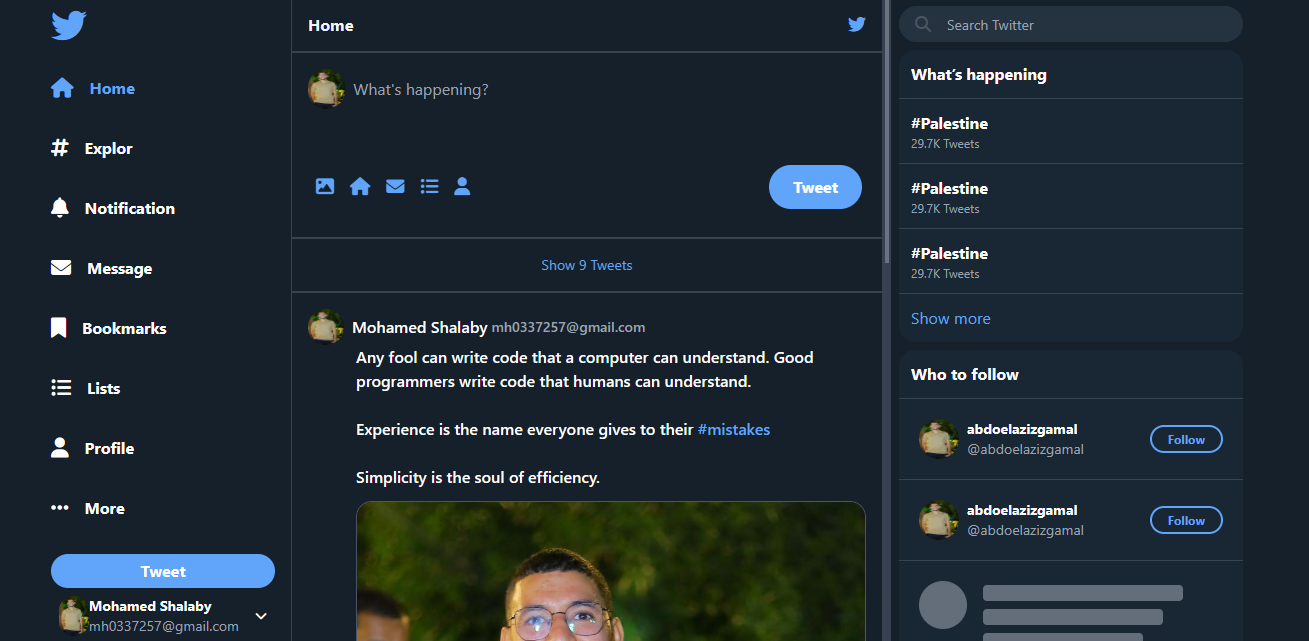 Home
Explor
Notification
Message
Bookmarks
Lists
Profile
More
Tweet
Mohamed Shalaby
mh0337257@gmail.com
Home
What's happening?
Tweet
Show 9 Tweets
Mohamed Shalaby mh0337257@gmail.com
Any fool can write code that a computer can understand. Good
programmers write code that humans can understand.
Experience is the name everyone gives to their #mistakes
Simplicity is the soul of efficiency.
Search Twitter
What's happening
#Palestine
29.7K Tweets
#Palestine
29.7K Tweets
#Palestine
29.7K Tweets
Show more
Who to follow
abdoelazizgamal
@abdoelazizgamal
Follow
abdoelazizgamal
@abdoelazizgamal
Follow